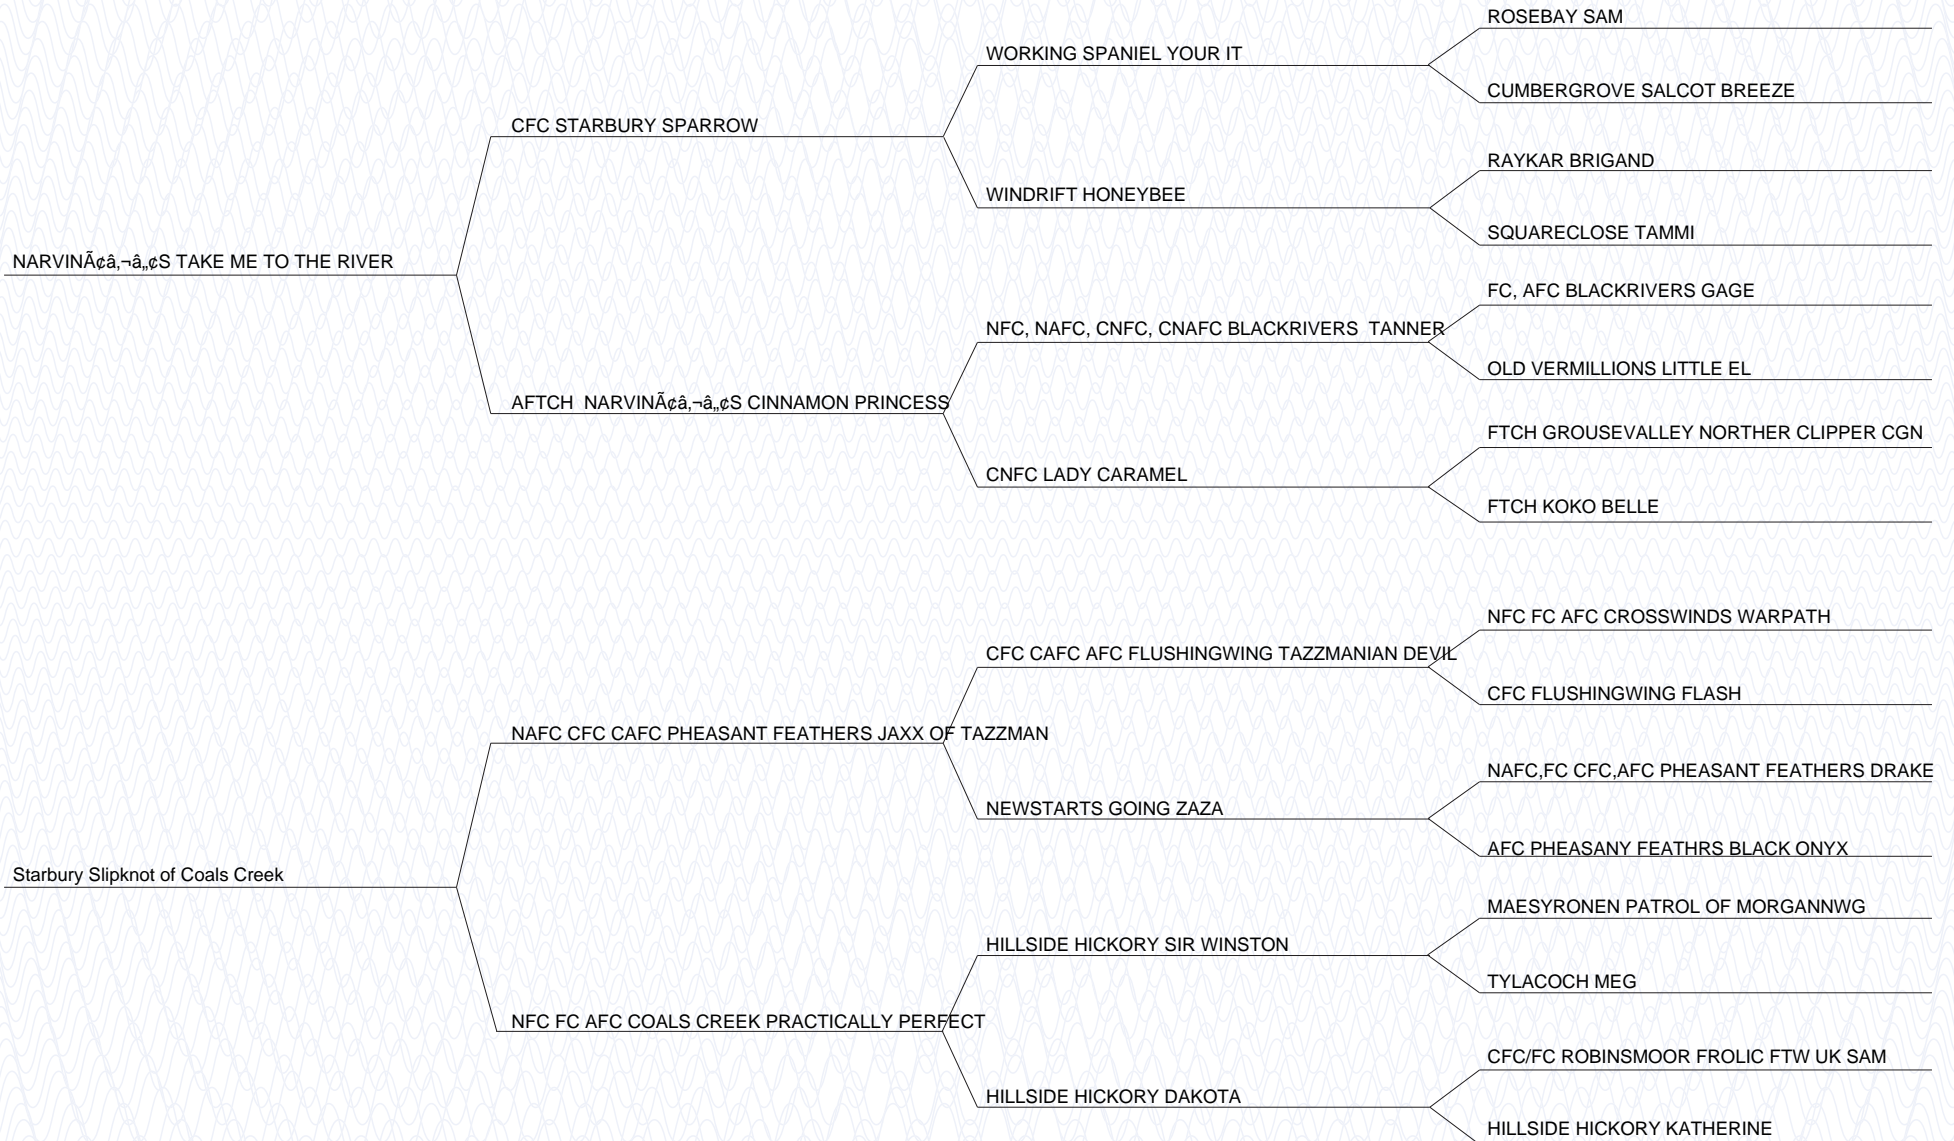 ROSEBAY SAM
WORKING SPANIEL YOUR IT
CUMBERGROVE SALCOT BREEZE
CFC STARBURY SPARROW
RAYKAR BRIGAND
WINDRIFT HONEYBEE
SQUARECLOSE TAMMI
NARVINÃ¢â‚¬â„¢S TAKE ME TO THE RIVER
FC, AFC BLACKRIVERS GAGE
NFC, NAFC, CNFC, CNAFC BLACKRIVERS  TANNER
OLD VERMILLIONS LITTLE EL
AFTCH  NARVINÃ¢â‚¬â„¢S CINNAMON PRINCESS
FTCH GROUSEVALLEY NORTHER CLIPPER CGN
CNFC LADY CARAMEL
FTCH KOKO BELLE
NFC FC AFC CROSSWINDS WARPATH
CFC CAFC AFC FLUSHINGWING TAZZMANIAN DEVIL
CFC FLUSHINGWING FLASH
NAFC CFC CAFC PHEASANT FEATHERS JAXX OF TAZZMAN
NAFC,FC CFC,AFC PHEASANT FEATHERS DRAKE
NEWSTARTS GOING ZAZA
AFC PHEASANY FEATHRS BLACK ONYX
Starbury Slipknot of Coals Creek
MAESYRONEN PATROL OF MORGANNWG
HILLSIDE HICKORY SIR WINSTON
TYLACOCH MEG
NFC FC AFC COALS CREEK PRACTICALLY PERFECT
CFC/FC ROBINSMOOR FROLIC FTW UK SAM
HILLSIDE HICKORY DAKOTA
HILLSIDE HICKORY KATHERINE